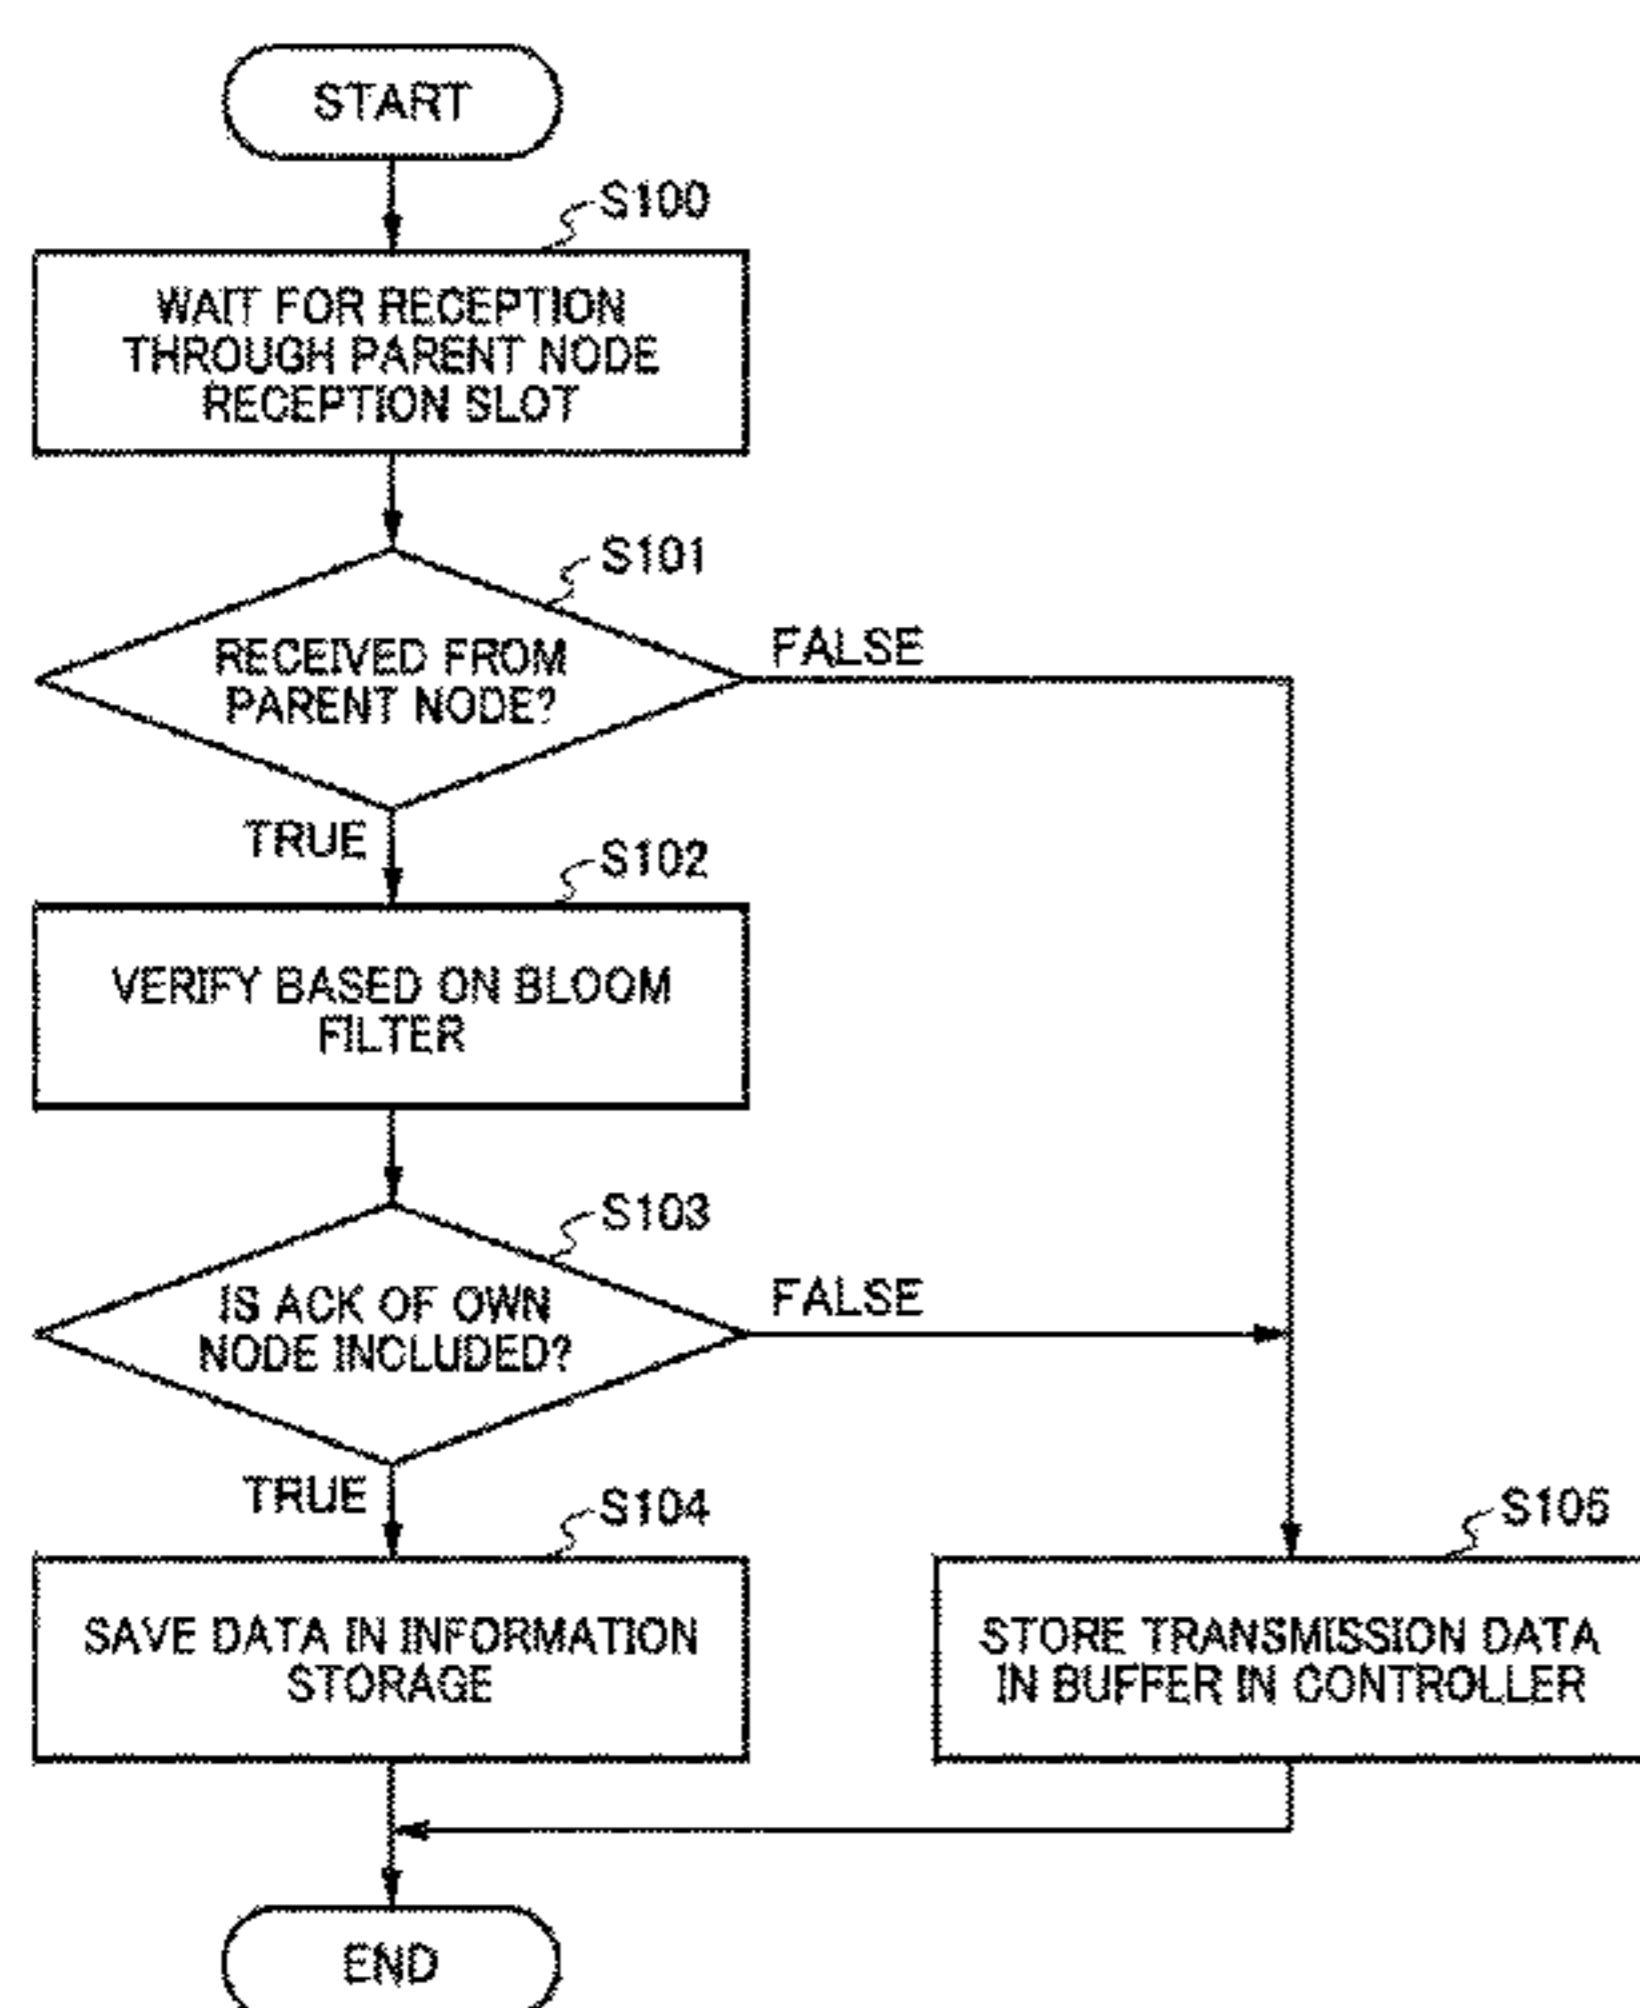 START
S100
WAIT FOR RECEPTION
THROUGH PARENT NODE
RECEPTION SLOT
S101
RECEIVED FROM
PARENT NODE?
FALSE
TRUE
S102
VERIFY BASED ON BLOOM
FILTER
S103
IS ACK OF OWN
NODE INCLUDED?
FALSE
TRUE
S104
SAVE DATA IN INFORMATION
STORAGE
S105
STORE TRANSMISSION DATA
IN BUFFER IN CONTROLLER
END